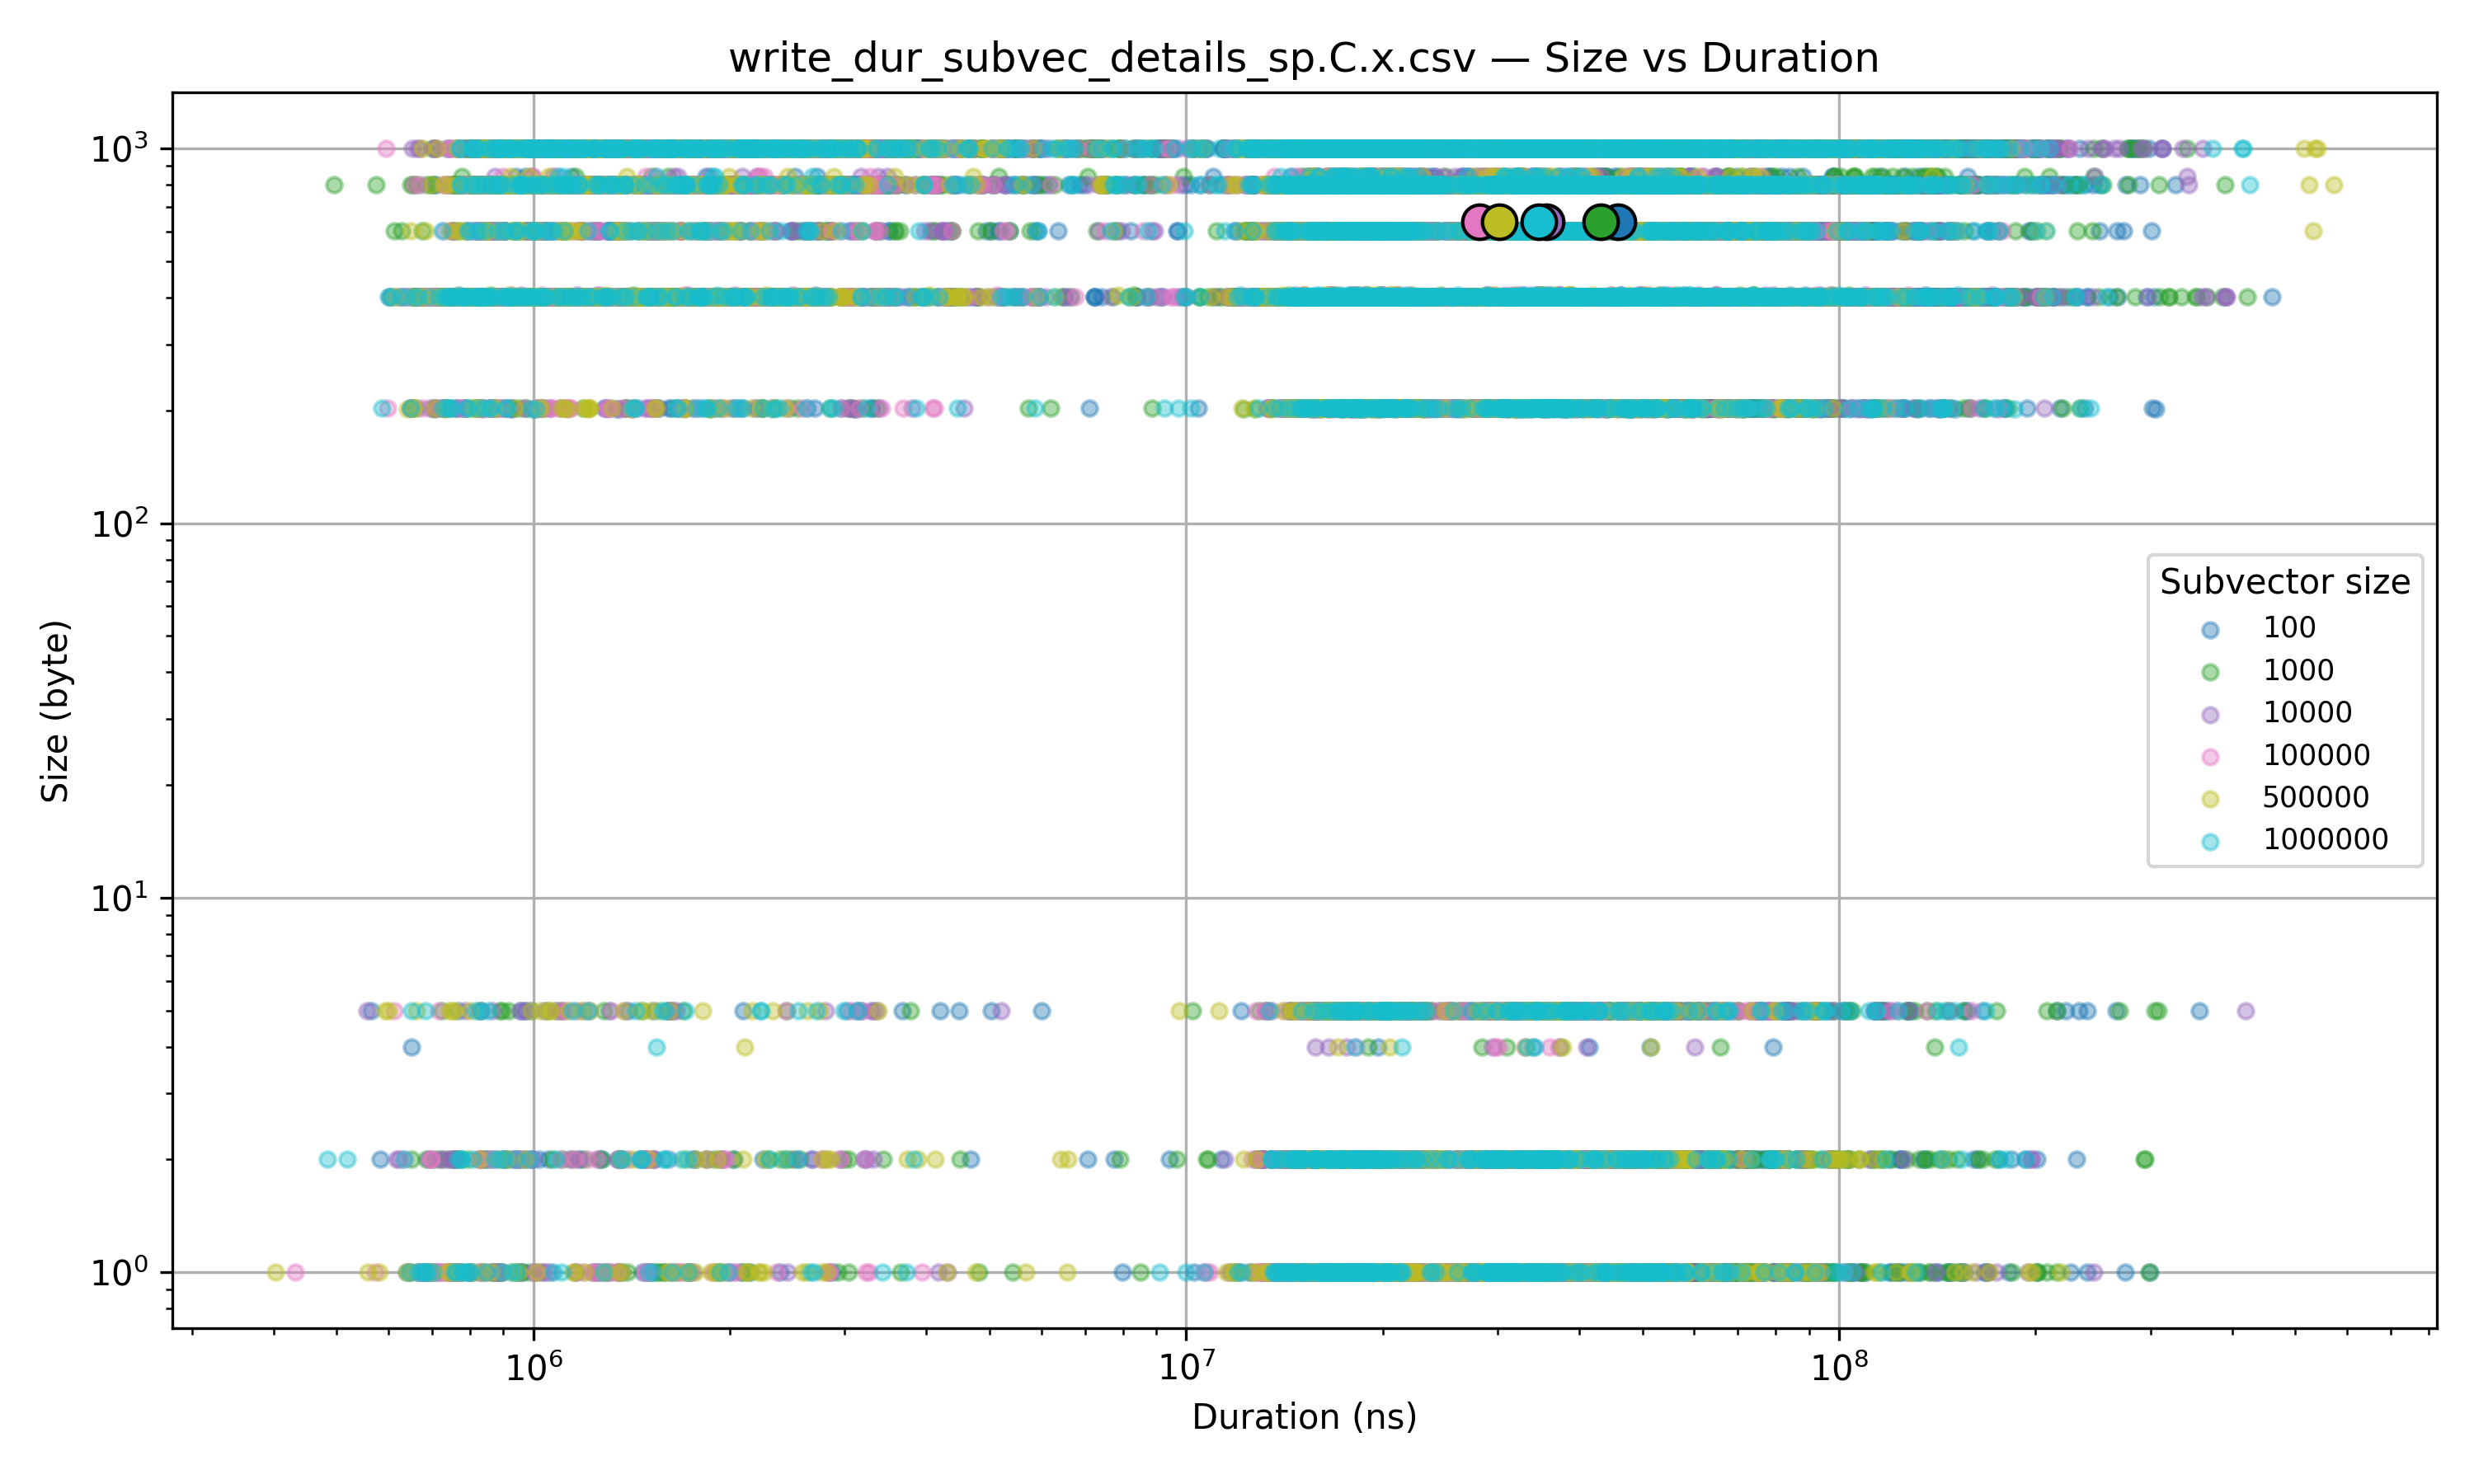 write_dur_subvec_details_sp.C.x.csv — Size vs Duration
Size (byte)
10³
10²
10¹
10⁰
Subvector size
100
1000
10000
100000
500000
1000000
10⁶ 10⁷ 10⁸
Duration (ns)